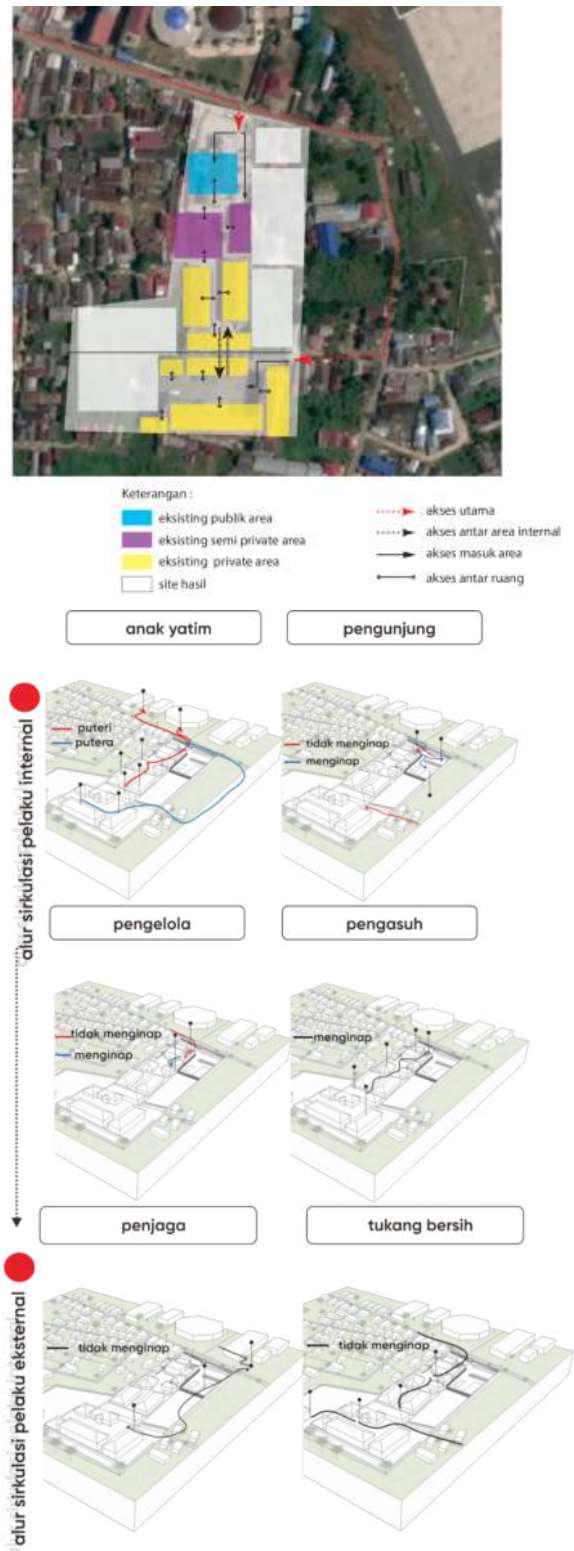 Keterangan :
eksisting publik area
eksisting semi private area
eksisting private area
site hasil
akses utama
akses antar area internal
akses masuk area
akses antar ruang
anak yatim
pengunjung
alur sirkulasi pelaku internal
puteri
putera
tidak menginap
menginap
pengelola
pengasuh
tidak menginap
menginap
menginap
penjaga
tukang bersih
alur sirkulasi pelaku eksternal
tidak menginap
tidak menginap